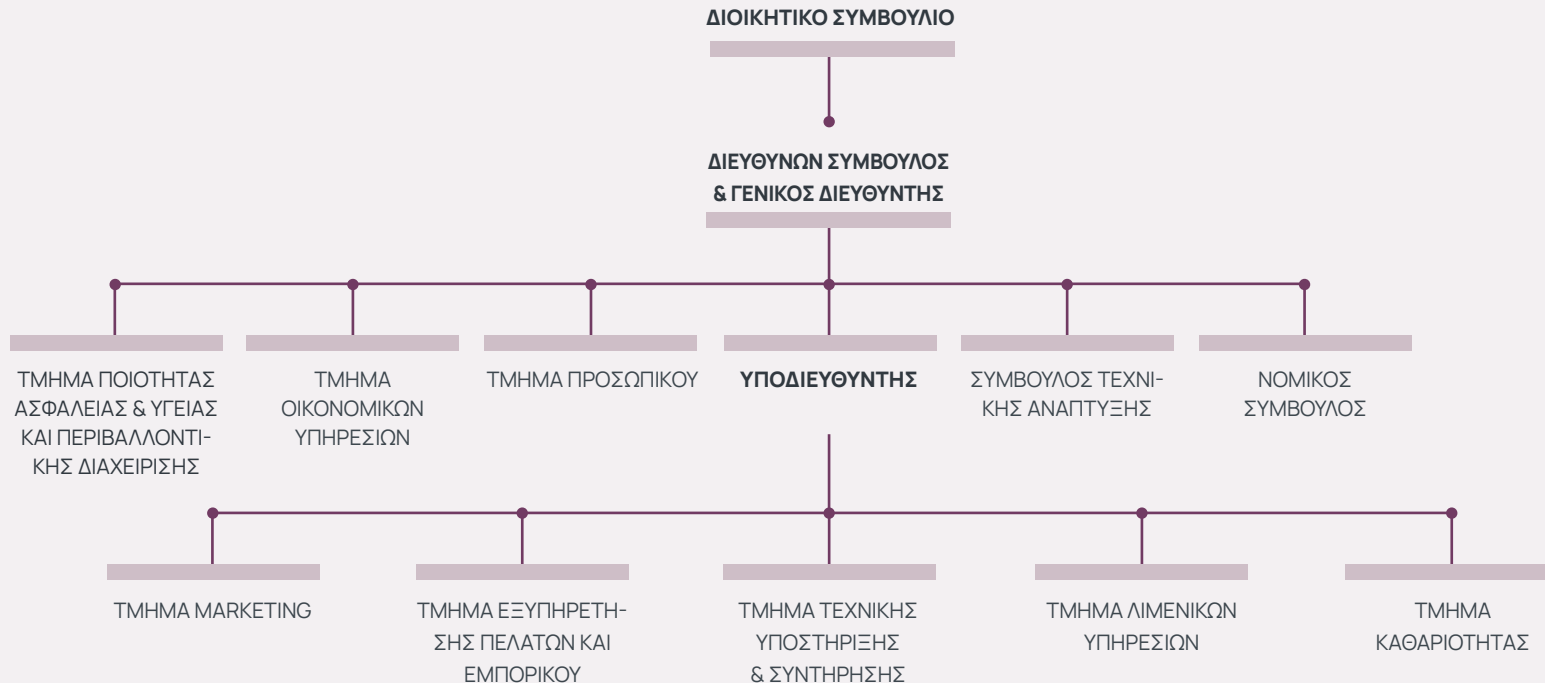 ΔΙΟΙΚΗΤΙΚΟ ΣΥΜΒΟΥΛΙΟ
ΔΙΕΥΘΥΝΩΝ ΣΥΜΒΟΥΛΟΣ
& ΓΕΝΙΚΟΣ ΔΙΕΥΘΥΝΤΗΣ
ΤΜΗΜΑ ΠΟΙΟΤΗΤΑΣ
ΑΣΦΑΛΕΙΑΣ & ΥΓΕΙΑΣ
ΚΑΙ ΠΕΡΙΒΑΛΛΟΝΤΙ-
ΚΗΣ ΔΙΑΧΕΙΡΙΣΗΣ
ΤΜΗΜΑ
ΟΙΚΟΝΟΜΙΚΩΝ
ΥΠΗΡΕΣΙΩΝ
ΤΜΗΜΑ ΠΡΟΣΩΠΙΚΟΥ
ΥΠΟΔΙΕΥΘΥΝΤΗΣ
ΣΥΜΒΟΥΛΟΣ ΤΕΧΝΙ-
ΚΗΣ ΑΝΑΠΤΥΞΗΣ
ΝΟΜΙΚΟΣ
ΣΥΜΒΟΥΛΟΣ
ΤΜΗΜΑ MARKETING
ΤΜΗΜΑ ΕΞΥΠΗΡΕΤΗ-
ΣΗΣ ΠΕΛΑΤΩΝ ΚΑΙ
ΕΜΠΟΡΙΚΟΥ
ΤΜΗΜΑ ΤΕΧΝΙΚΗΣ
ΥΠΟΣΤΗΡΙΞΗΣ
& ΣΥΝΤΗΡΗΣΗΣ
ΤΜΗΜΑ ΛΙΜΕΝΙΚΩΝ
ΥΠΗΡΕΣΙΩΝ
ΤΜΗΜΑ
ΚΑΘΑΡΙΟΤΗΤΑΣ